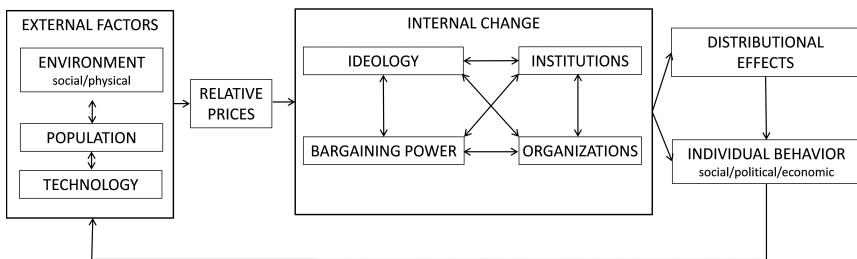 EXTERNAL FACTORS
ENVIRONMENT
social/physical
POPULATION
TECHNOLOGY
RELATIVE
PRICES
INTERNAL CHANGE
IDEOLOGY
INSTITUTIONS
BARGAINING POWER
ORGANIZATIONS
DISTRIBUTIONAL
EFFECTS
INDIVIDUAL BEHAVIOR
social/political/economic